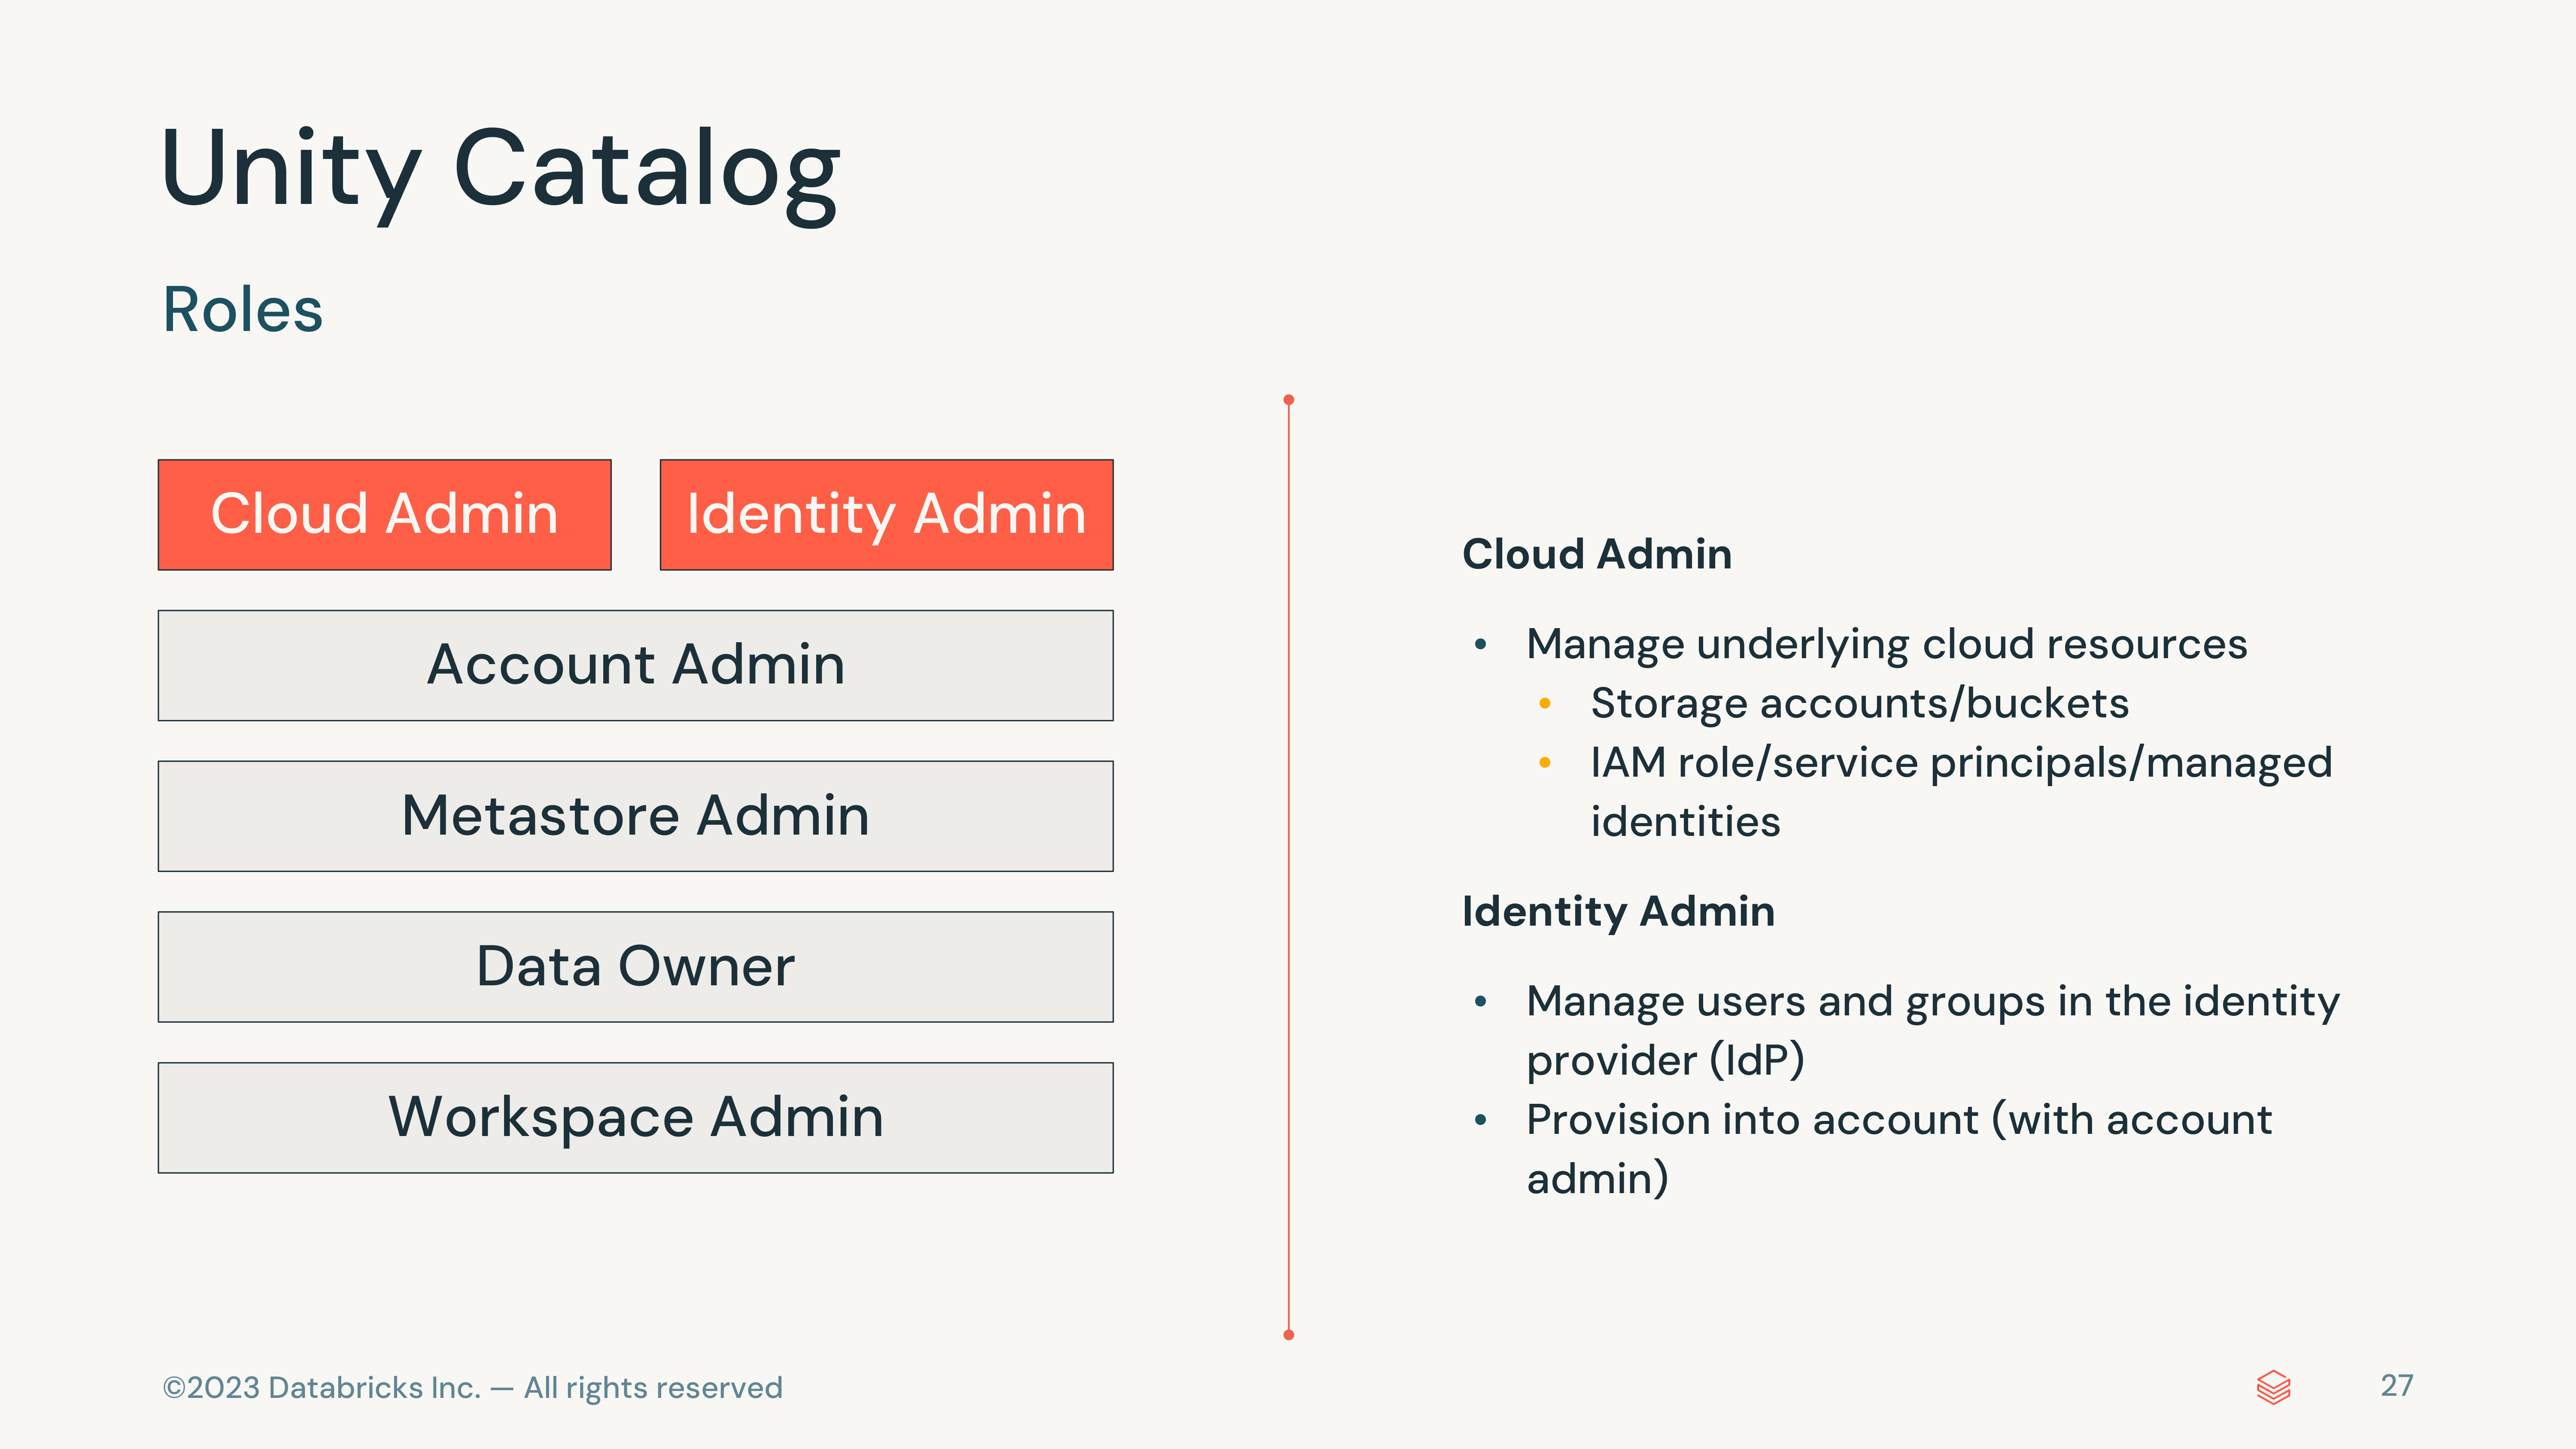 Unity Catalog
Roles
Cloud Admin
Identity Admin
Account Admin
Metastore Admin
Data Owner
Workspace Admin
Cloud Admin
• Manage underlying cloud resources
• Storage accounts/buckets
• IAM role/service principals/managed
identities
Identity Admin
• Manage users and groups in the identity
provider (IdP)
• Provision into account (with account
admin)
©2023 Databricks Inc. — All rights reserved
27